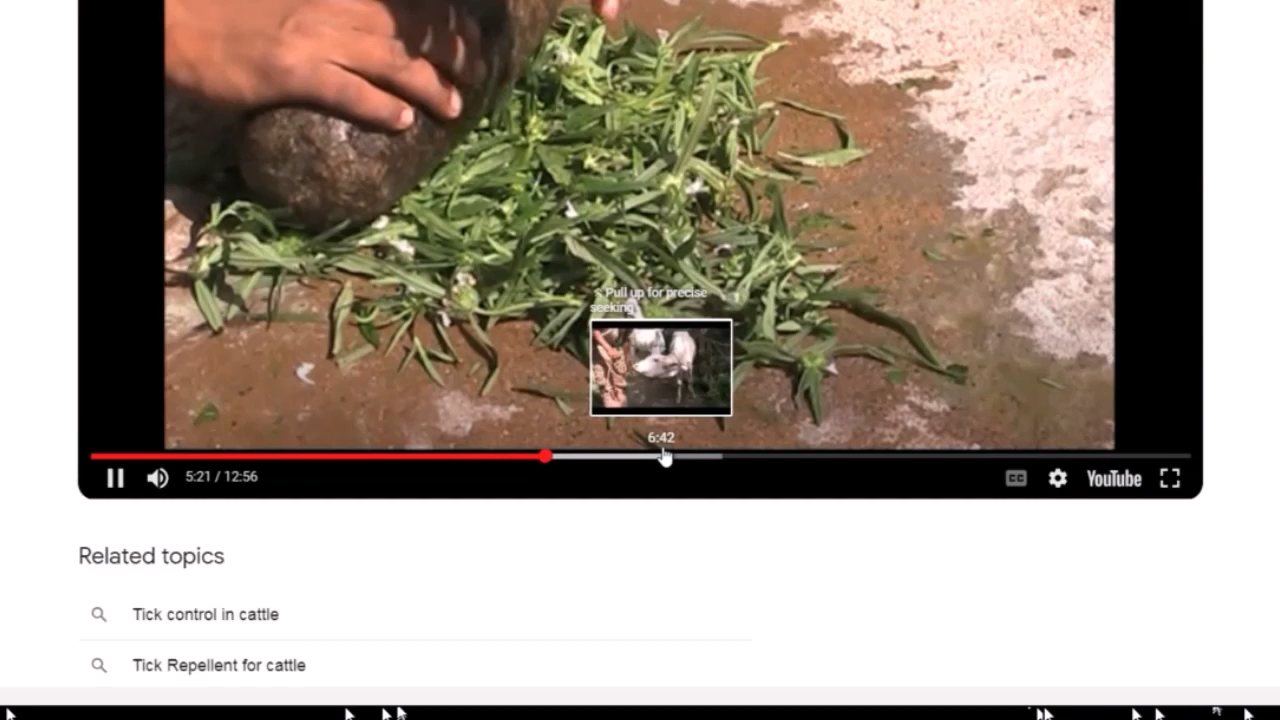 Pull up for precise
seeking
6:42
5:21 / 12:56
CC
YouTube
Related topics
Tick control in cattle
Tick Repellent for cattle